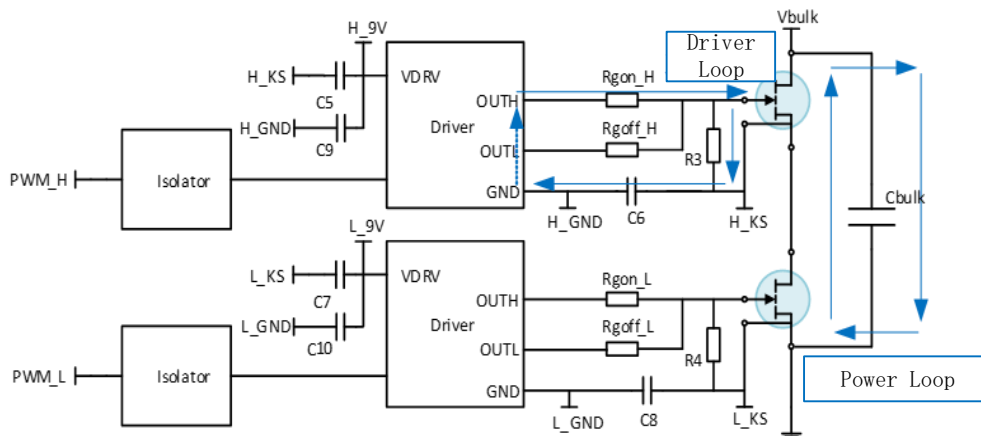 Vbulk
H_9V
Driver
Loop
H_KS
C5
VDRV
Rgon_H
OUTH
H_GND
C9
Driver
Rgoff_H
R3
OUTL
PWM_H
Isolator
GND
H_GND
C6
H_KS
Cbulk
L_9V
L_KS
C7
VDRV
Rgon_L
OUTH
L_GND
C10
Driver
Rgoff_L
R4
OUTL
PWM_L
Isolator
GND
L_GND
C8
L_KS
Power Loop